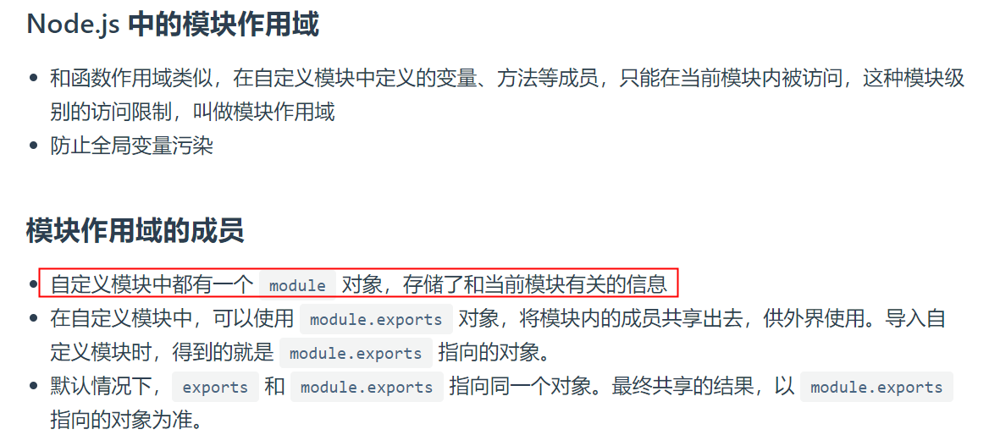 Node.js 中的模块作用域
和函数作用域类似，在自定义模块中定义的变量、方法等成员，只能在当前模块内被访问，这种模块级
别的访问限制，叫做模块作用域
防止全局变量污染
模块作用域的成员
自定义模块中都有一个 module 对象，存储了和当前模块有关的信息
在自定义模块中，可以使用 module.exports 对象，将模块内的成员共享出去，供外界使用。导入自
定义模块时，得到的就是 module.exports 指向的对象。
默认情况下， exports 和 module.exports 指向同一个对象。最终共享的结果，以 module.exports
指向的对象为准。